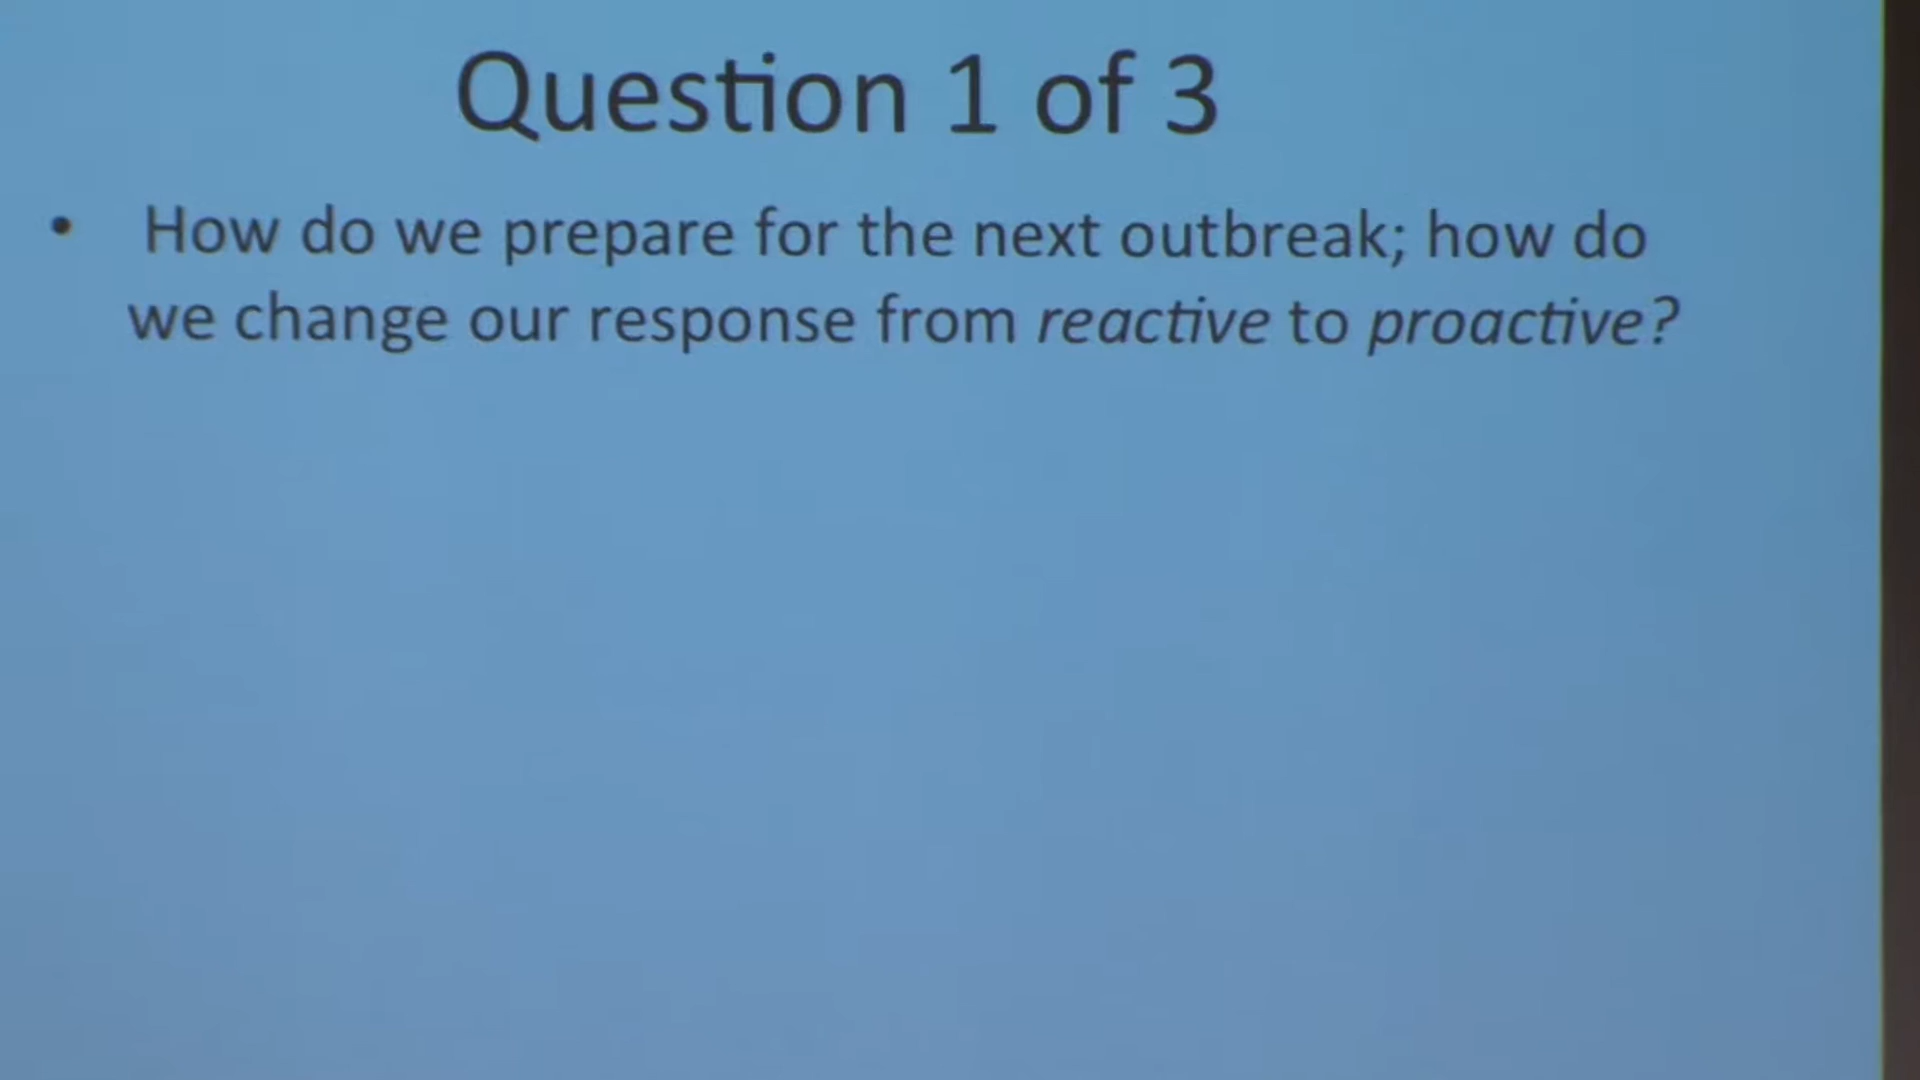 Question 1 of 3
• How do we prepare for the next outbreak; how do
we change our response from reactive to proactive?